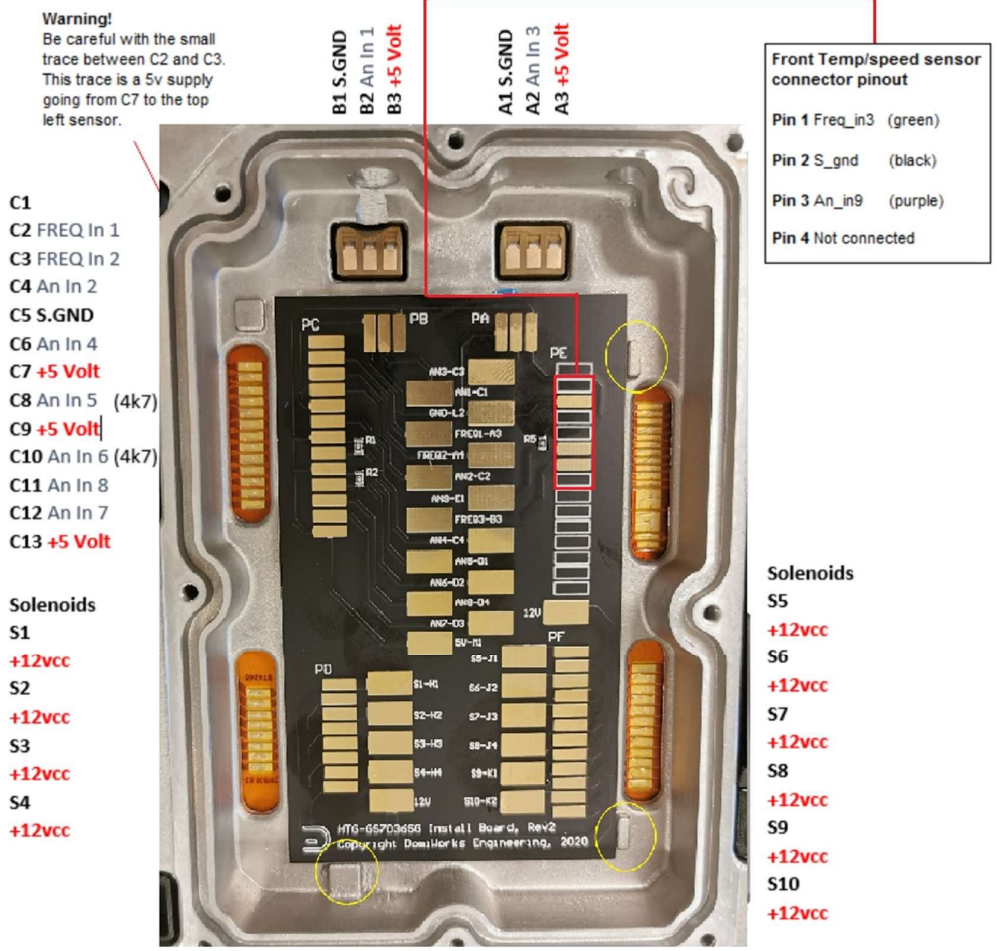 Warning!
Be careful with the small
trace between C2 and C3.
This trace is a 5v supply
going from C7 to the top
left sensor.
B1 S.GND
B2 An In 1
B3 +5 Volt
A1 S.GND
A2 An In 3
A3 +5 Volt
Front Temp/speed sensor
connector pinout
Pin 1 Freq_in3 (green)
Pin 2 S_gnd (black)
Pin 3 An_in9 (purple)
Pin 4 Not connected
C1
C2 FREQ In 1
C3 FREQ In 2
C4 An In 2
C5 S.GND
C6 An In 4
C7 +5 Volt
C8 An In 5 (4k7)
C9 +5 Volt
C10 An In 6 (4k7)
C11 An In 8
C12 An In 7
C13 +5 Volt
Solenoids
S1
+12vcc
S2
+12vcc
S3
+12vcc
S4
+12vcc
PC
PB
PA
PE
AN3-C3
AN1-C1
GND-L2
FREQ1-A3
R1
R5
FREQ2-A4
R2
AN2-C2
AN9-E1
FREQ3-B3
AN4-C4
AN5-D1
AN6-D2
AN8-D4
12V
AN7-D3
5V-M1
PF
PD
S5-J1
S1-H1
S6-J2
S2-H2
S7-J3
S3-H3
S8-J4
S4-H4
S9-K1
12V
S10-K2
HTG-GS7D36SG Install Board, Rev2
Copyright DomiWorks Engineering, 2020
Solenoids
S5
+12vcc
S6
+12vcc
S7
+12vcc
S8
+12vcc
S9
+12vcc
S10
+12vcc